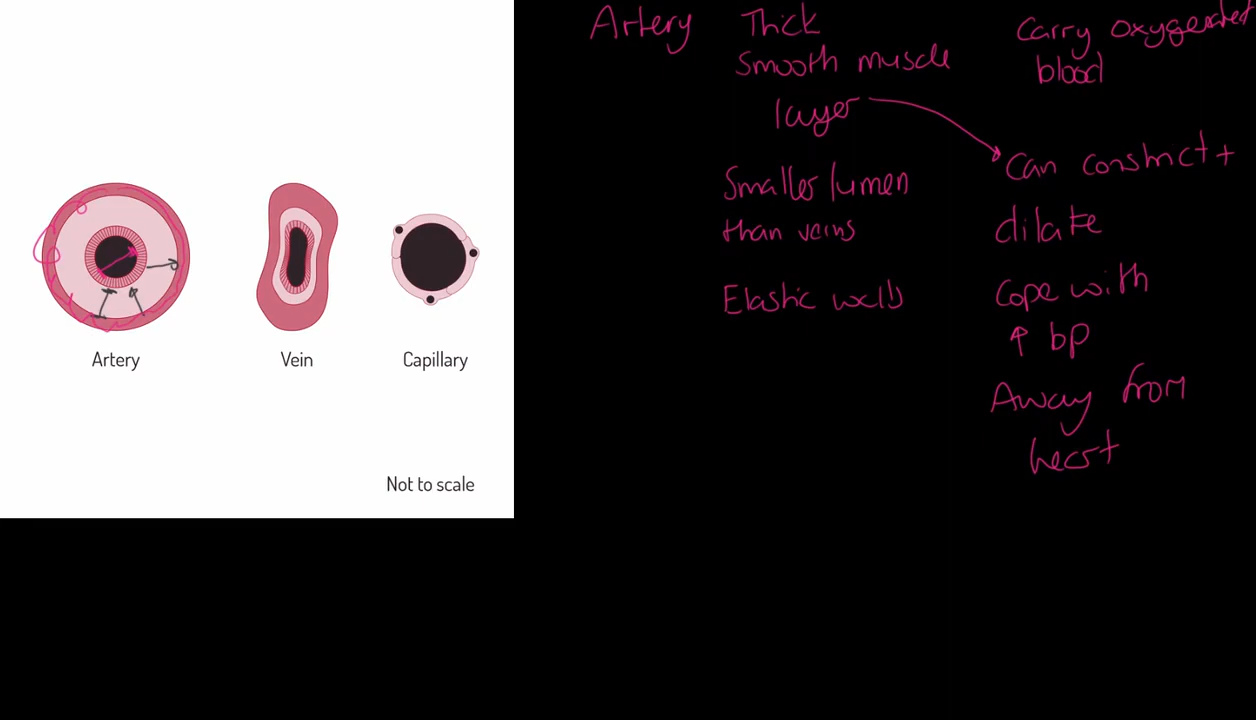 Artery
Thick
Smooth muscle
layer
Smaller lumen
than veins
Elastic walls
Carry oxygenated
blood
Can constrict +
dilate
Cope with
↑ bp
Away from
heart
Artery
Vein
Capillary
Not to scale